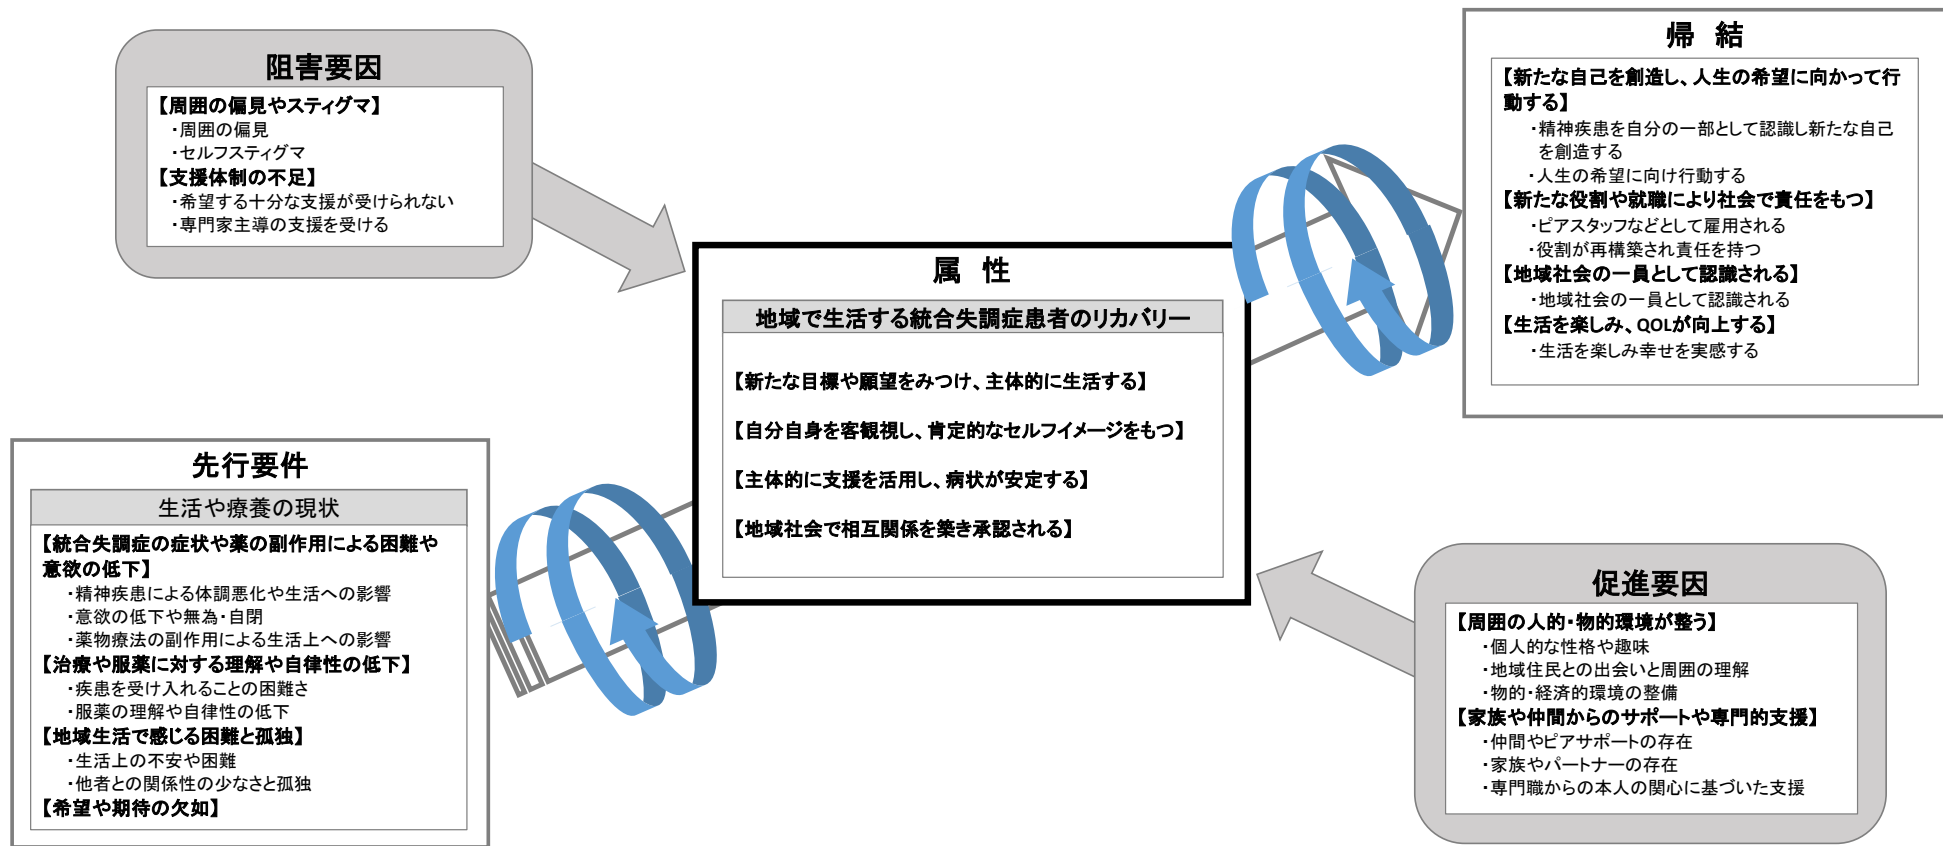 阻害要因
【周囲の偏見やスティグマ】
・周囲の偏見
・セルフスティグマ
【支援体制の不足】
・希望する十分な支援が受けられない
・専門家主導の支援を受ける
帰 結
【新たな自己を創造し、人生の希望に向かって行
動する】
・精神疾患を自分の一部として認識し新たな自己
を創造する
・人生の希望に向け行動する
【新たな役割や就職により社会で責任をもつ】
・ピアスタッフなどとして雇用される
・役割が再構築され責任を持つ
【地域社会の一員として認識される】
・地域社会の一員として認識される
【生活を楽しみ、QOLが向上する】
・生活を楽しみ幸せを実感する
属 性
地域で生活する統合失調症患者のリカバリー
【新たな目標や願望をみつけ、主体的に生活する】
【自分自身を客観視し、肯定的なセルフイメージをもつ】
【主体的に支援を活用し、病状が安定する】
【地域社会で相互関係を築き承認される】
先行要件
生活や療養の現状
【統合失調症の症状や薬の副作用による困難や
意欲の低下】
・精神疾患による体調悪化や生活への影響
・意欲の低下や無為・自閉
・薬物療法の副作用による生活上への影響
【治療や服薬に対する理解や自律性の低下】
・疾患を受け入れることの困難さ
・服薬の理解や自律性の低下
【地域生活で感じる困難と孤独】
・生活上の不安や困難
・他者との関係性の少なさと孤独
【希望や期待の欠如】
促進要因
【周囲の人的・物的環境が整う】
・個人的な性格や趣味
・地域住民との出会いと周囲の理解
・物的・経済的環境の整備
【家族や仲間からのサポートや専門的支援】
・仲間やピアサポートの存在
・家族やパートナーの存在
・専門職からの本人の関心に基づいた支援